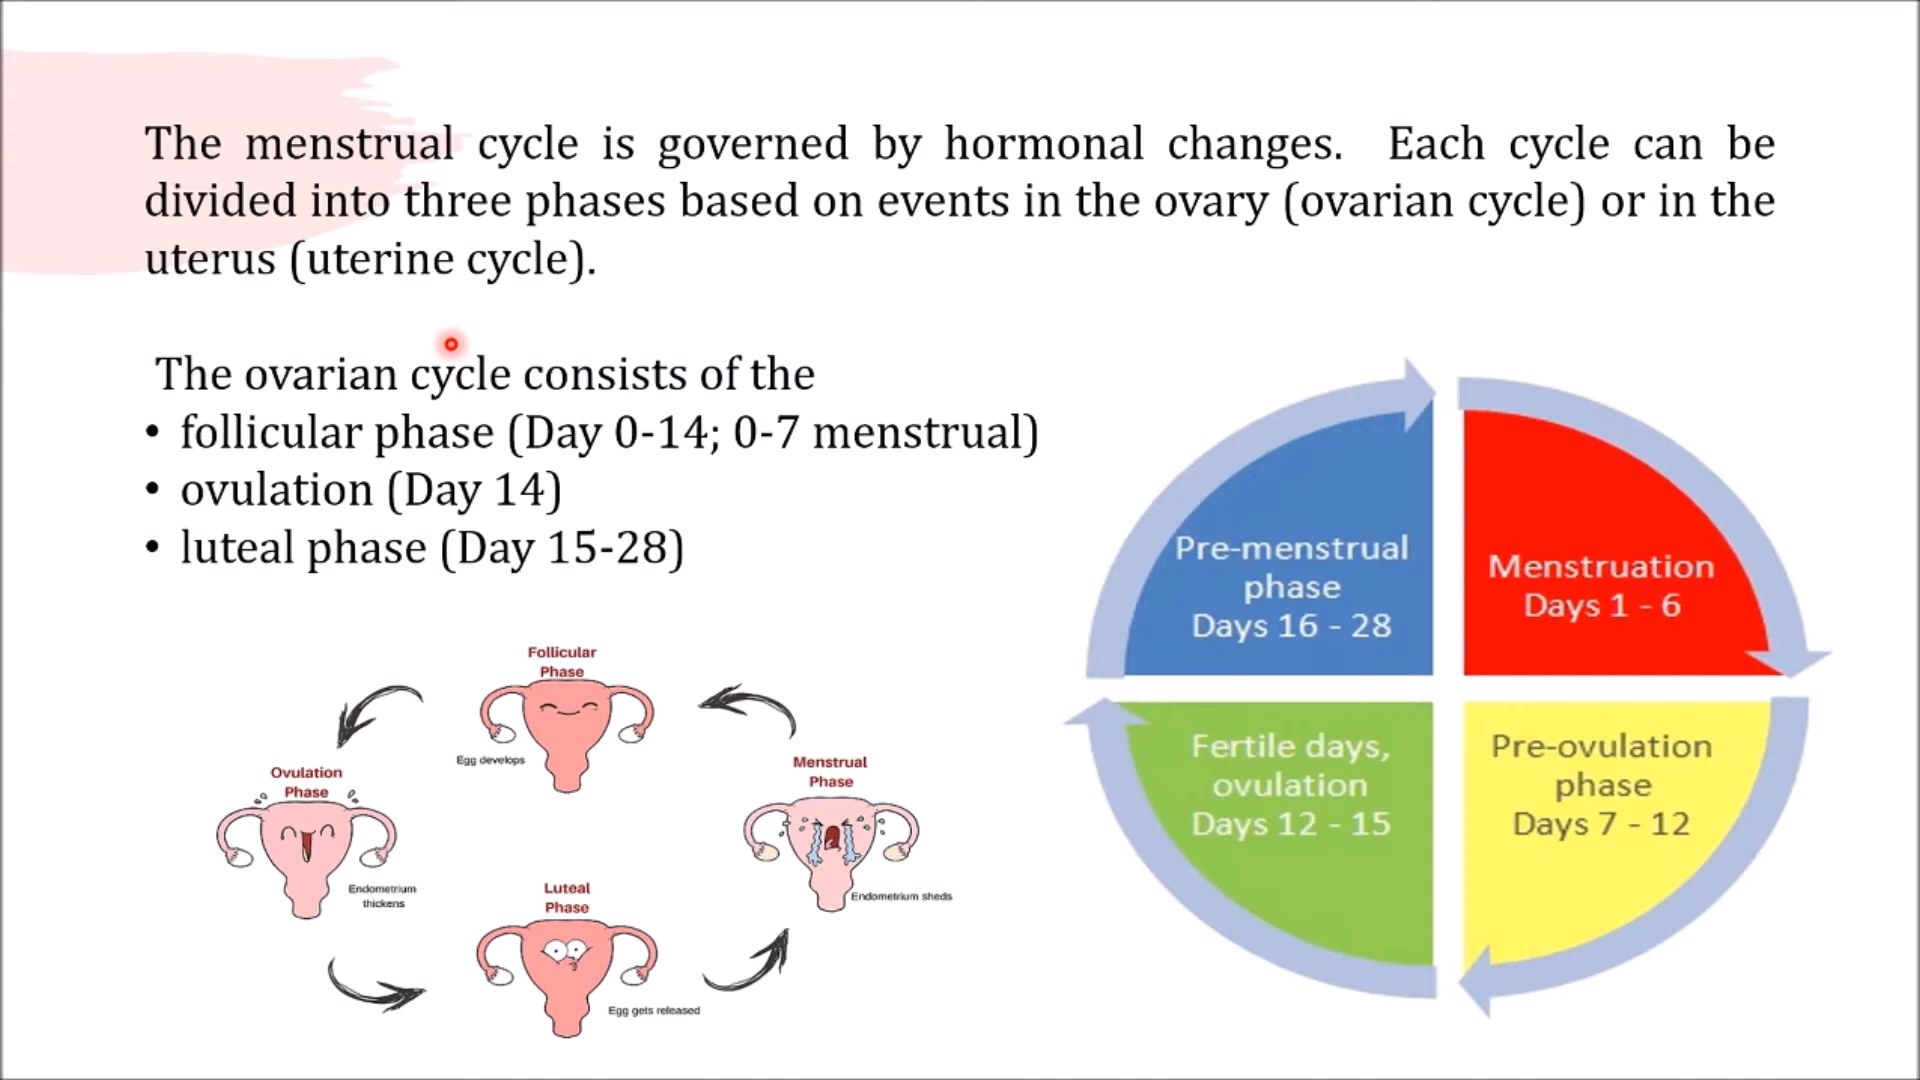 The menstrual cycle is governed by hormonal changes. Each cycle can be
divided into three phases based on events in the ovary (ovarian cycle) or in the
uterus (uterine cycle).
The ovarian cycle consists of the
• follicular phase (Day 0-14; 0-7 menstrual)
• ovulation (Day 14)
• luteal phase (Day 15-28)
Follicular
Phase
Egg develops
Ovulation
Phase
Endometrium
thickens
Menstrual
Phase
Endometrium sheds
Luteal
Phase
Egg gets released
Pre-menstrual
phase
Days 16 - 28
Menstruation
Days 1 - 6
Fertile days,
ovulation
Days 12 - 15
Pre-ovulation
phase
Days 7 - 12